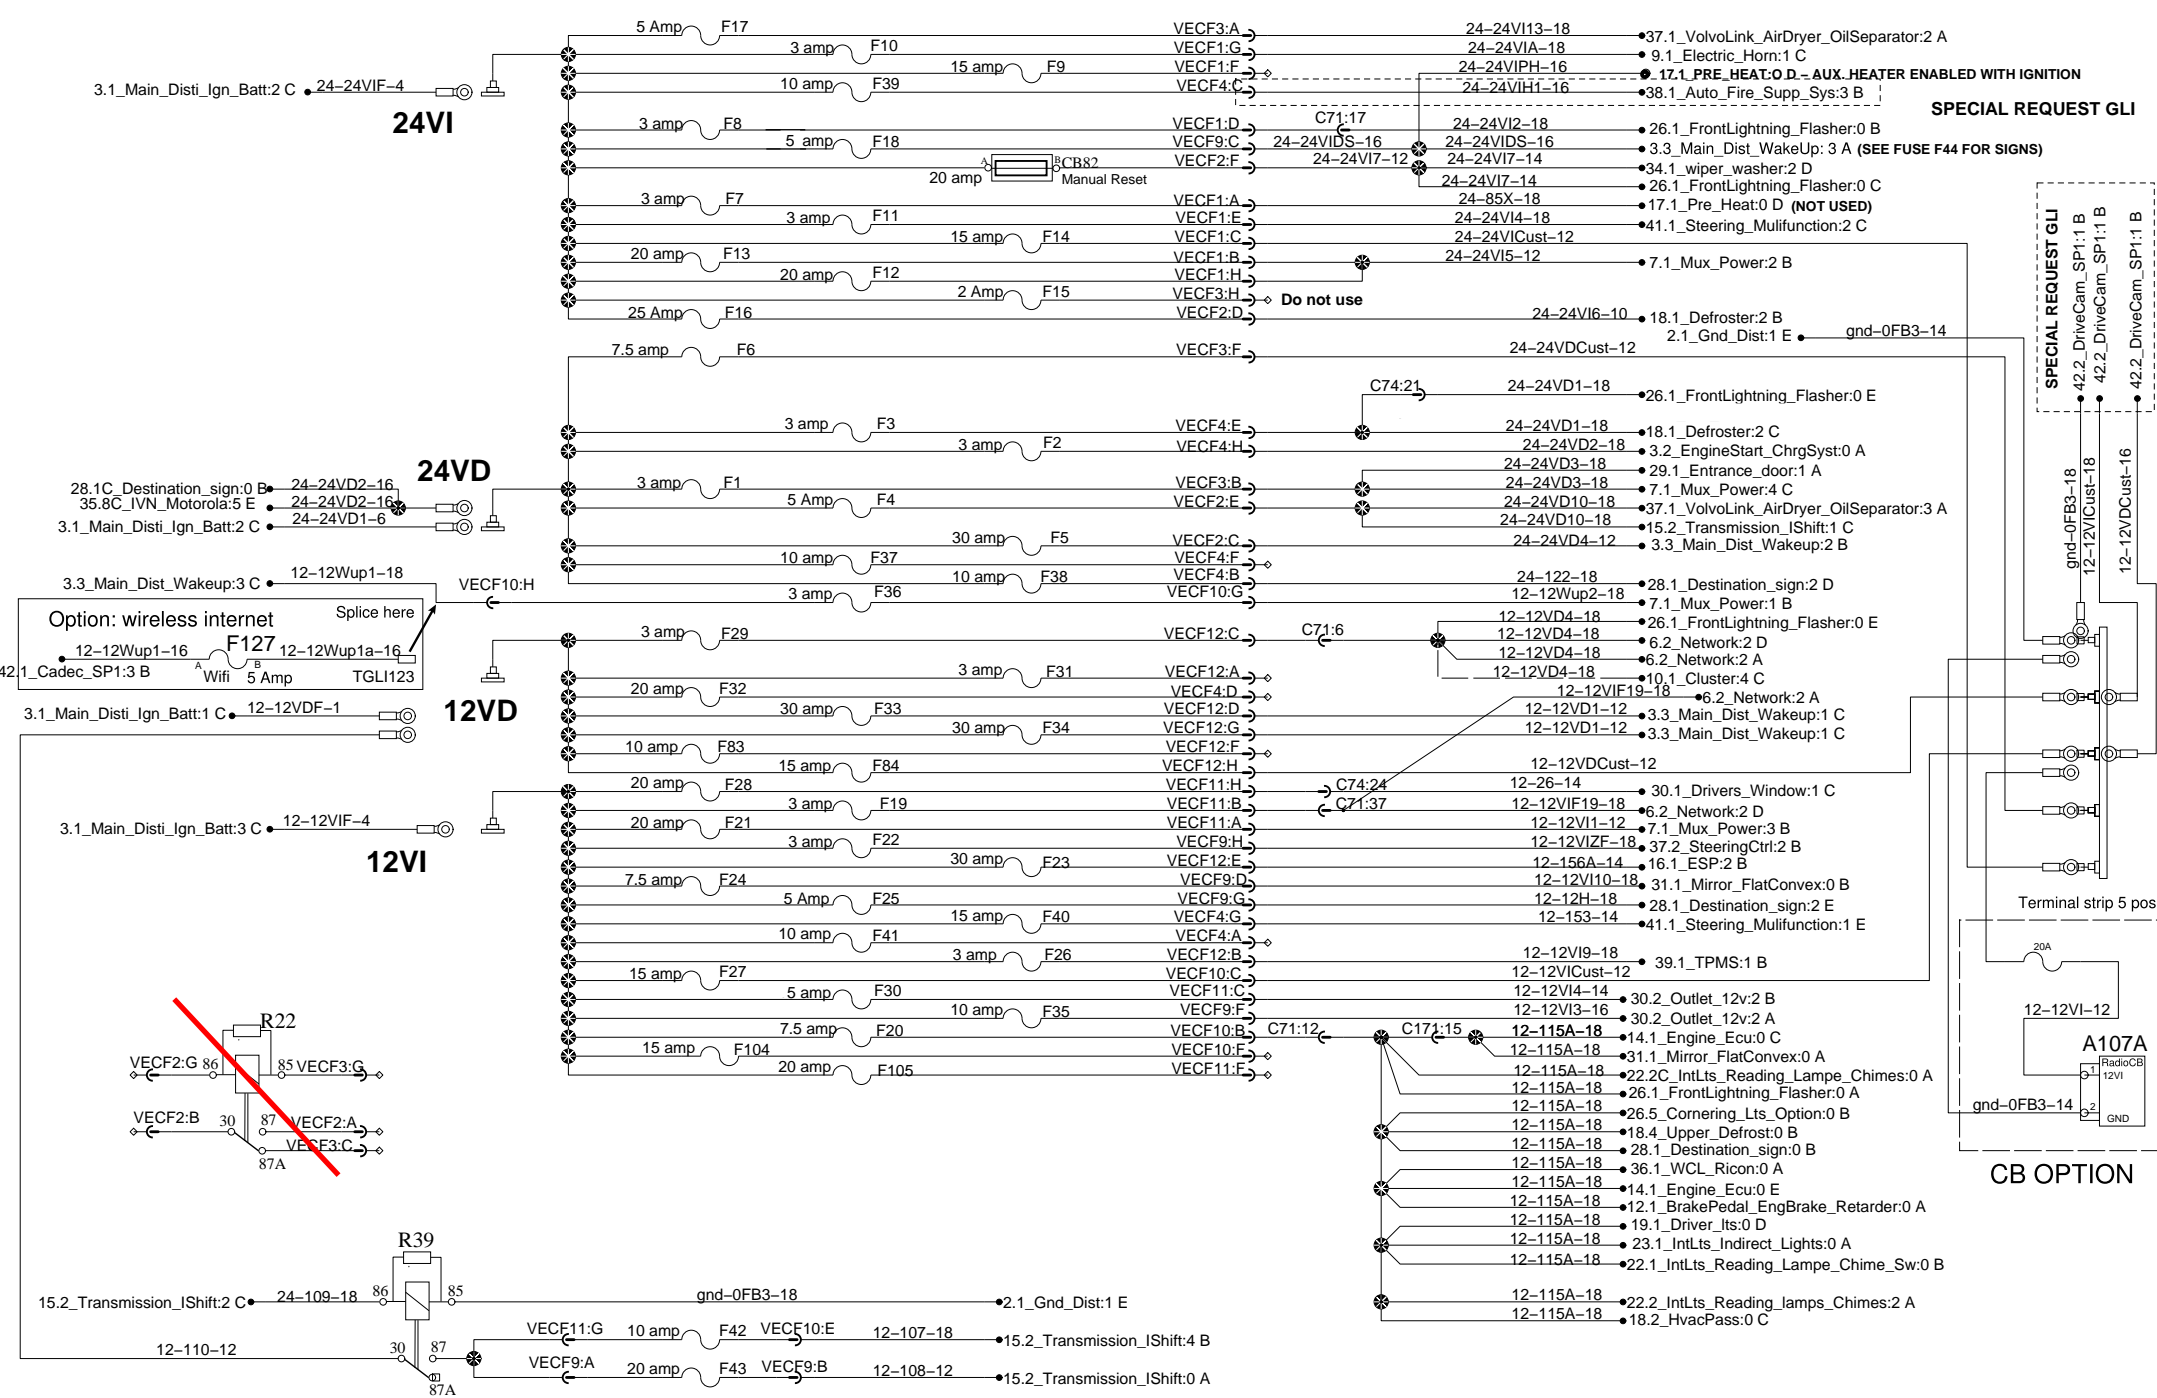 5 Amp F17 VECF3:A 24-24VI13-18 37.1_VolvoLink_AirDryer_OilSeparator:2 A
3 amp F10 VECF1:G 24-24VIA-18 9.1_Electric_Horn:1 C
15 amp F9 VECF1:F 24-24VIPH-16 17.1_PRE_HEAT:O D – AUX. HEATER ENABLED WITH IGNITION
3.1_Main_Disti_Ign_Batt:2 C 24-24VIF-4 10 amp F39 VECF4:C 24-24VIH1-16 38.1_Auto_Fire_Supp_Sys:3 B
SPECIAL REQUEST GLI
24VI
3 amp F8 VECF1:D C71:17 24-24VI2-18 26.1_FrontLightning_Flasher:0 B
5 amp F18 VECF9:C 24-24VIDS-16 24-24VIDS-16 3.3_Main_Dist_WakeUp: 3 A (SEE FUSE F44 FOR SIGNS)
20 amp A B CB82 Manual Reset VECF2:F 24-24VI7-12 24-24VI7-14 34.1_wiper_washer:2 D
24-24VI7-14 26.1_FrontLightning_Flasher:0 C
3 amp F7 VECF1:A 24-85X-18 17.1_Pre_Heat:0 D (NOT USED)
3 amp F11 VECF1:E 24-24VI4-18 41.1_Steering_Mulifunction:2 C
15 amp F14 VECF1:C 24-24VICust-12
20 amp F13 VECF1:B 24-24VI5-12 7.1_Mux_Power:2 B
20 amp F12 VECF1:H
2 Amp F15 VECF3:H Do not use
25 Amp F16 VECF2:D 24-24VI6-10 18.1_Defroster:2 B
2.1_Gnd_Dist:1 E gnd-0FB3-14
7.5 amp F6 VECF3:F 24-24VDCust-12
SPECIAL REQUEST GLI
42.2_DriveCam_SP1:1 B
42.2_DriveCam_SP1:1 B
42.2_DriveCam_SP1:1 B
gnd-0FB3-18
12-12VICust-18
12-12VDCust-16
C74:21 24-24VD1-18 26.1_FrontLightning_Flasher:0 E
3 amp F3 VECF4:E 24-24VD1-18 18.1_Defroster:2 C
3 amp F2 VECF4:H 24-24VD2-18 3.2_EngineStart_ChrgSyst:0 A
24VD
24-24VD3-18 29.1_Entrance_door:1 A
28.1C_Destination_sign:0 B 24-24VD2-16 3 amp F1 VECF3:B 24-24VD3-18 7.1_Mux_Power:4 C
35.8C_IVN_Motorola:5 E 24-24VD2-16 5 Amp F4 VECF2:E 24-24VD10-18 37.1_VolvoLink_AirDryer_OilSeparator:3 A
3.1_Main_Disti_Ign_Batt:2 C 24-24VD1-6 24-24VD10-18 15.2_Transmission_IShift:1 C
30 amp F5 VECF2:C 24-24VD4-12 3.3_Main_Dist_Wakeup:2 B
10 amp F37 VECF4:F
10 amp F38 VECF4:B 24-122-18 28.1_Destination_sign:2 D
3.3_Main_Dist_Wakeup:3 C 12-12Wup1-18 VECF10:H 3 amp F36 VECF10:G 12-12Wup2-18 7.1_Mux_Power:1 B
Option: wireless internet Splice here
F127
12-12Wup1-16 A B 12-12Wup1a-16
42.1_Cadec_SP1:3 B Wifi 5 Amp TGLI123
12-12VD4-18 26.1_FrontLightning_Flasher:0 E
3 amp F29 VECF12:C C71:6 12-12VD4-18 6.2_Network:2 D
12-12VD4-18 6.2_Network:2 A
3 amp F31 VECF12:A 12-12VD4-18 10.1_Cluster:4 C
20 amp F32 VECF4:D 12-12VIF19-18 6.2_Network:2 A
12VD
3.1_Main_Disti_Ign_Batt:1 C 12-12VDF-1 30 amp F33 VECF12:D 12-12VD1-12 3.3_Main_Dist_Wakeup:1 C
30 amp F34 VECF12:G 12-12VD1-12 3.3_Main_Dist_Wakeup:1 C
10 amp F83 VECF12:F
15 amp F84 VECF12:H 12-12VDCust-12
20 amp F28 VECF11:H C74:24 12-26-14 30.1_Drivers_Window:1 C
3 amp F19 VECF11:B C71:37 12-12VIF19-18 6.2_Network:2 D
3.1_Main_Disti_Ign_Batt:3 C 12-12VIF-4 20 amp F21 VECF11:A 12-12VI1-12 7.1_Mux_Power:3 B
12VI
3 amp F22 VECF9:H 12-12VIZF-18 37.2_SteeringCtrl:2 B
30 amp F23 VECF12:E 12-156A-14 16.1_ESP:2 B
7.5 amp F24 VECF9:D 12-12VI10-18 31.1_Mirror_FlatConvex:0 B
5 Amp F25 VECF9:G 12-12H-18 28.1_Destination_sign:2 E
Terminal strip 5 pos
15 amp F40 VECF4:G 12-153-14 41.1_Steering_Mulifunction:1 E
10 amp F41 VECF4:A
3 amp F26 VECF12:B 12-12VI9-18 39.1_TPMS:1 B
15 amp F27 VECF10:C 12-12VICust-12
5 amp F30 VECF11:C 12-12VI4-14 30.2_Outlet_12v:2 B
10 amp F35 VECF9:F 12-12VI3-16 30.2_Outlet_12v:2 A
7.5 amp F20 VECF10:B C71:12 C171:15 12-115A-18 14.1_Engine_Ecu:0 C
15 amp F104 VECF10:F 12-115A-18 31.1_Mirror_FlatConvex:0 A
20 amp F105 VECF11:F 12-115A-18 22.2C_IntLts_Reading_Lampe_Chimes:0 A
12-115A-18 26.1_FrontLightning_Flasher:0 A
12-115A-18 26.5_Cornering_Lts_Option:0 B
12-115A-18 18.4_Upper_Defrost:0 B
12-115A-18 28.1_Destination_sign:0 B
12-115A-18 36.1_WCL_Ricon:0 A
12-115A-18 14.1_Engine_Ecu:0 E
12-115A-18 12.1_BrakePedal_EngBrake_Retarder:0 A
12-115A-18 19.1_Driver_lts:0 D
12-115A-18 23.1_IntLts_Indirect_Lights:0 A
12-115A-18 22.1_IntLts_Reading_Lampe_Chime_Sw:0 B
12-115A-18 22.2_IntLts_Reading_lamps_Chimes:2 A
12-115A-18 18.2_HvacPass:0 C
20A
12-12VI-12
A107A
RadioCB
1 12VI
gnd-0FB3-14 2 GND
CB OPTION
R22
VECF2:G 86 85 VECF3:G
VECF2:B 30 87 VECF2:A
VECF3:C
87A
R39
15.2_Transmission_IShift:2 C 24-109-18 86 85 gnd-0FB3-18 2.1_Gnd_Dist:1 E
VECF11:G 10 amp F42 VECF10:E 12-107-18 15.2_Transmission_IShift:4 B
12-110-12 30 87
VECF9:A 20 amp F43 VECF9:B 12-108-12 15.2_Transmission_IShift:0 A
87A